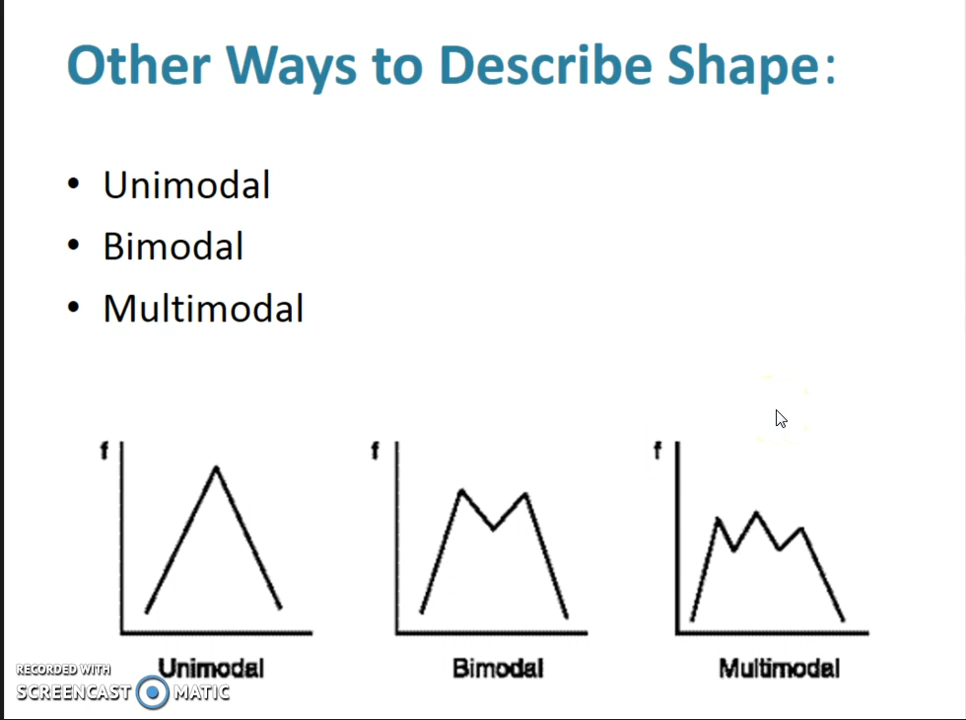 Other Ways to Describe Shape:
• Unimodal
• Bimodal
• Multimodal
f f f
Unimodal Bimodal Multimodal
RECORDED WITH
SCREENCAST MATIC